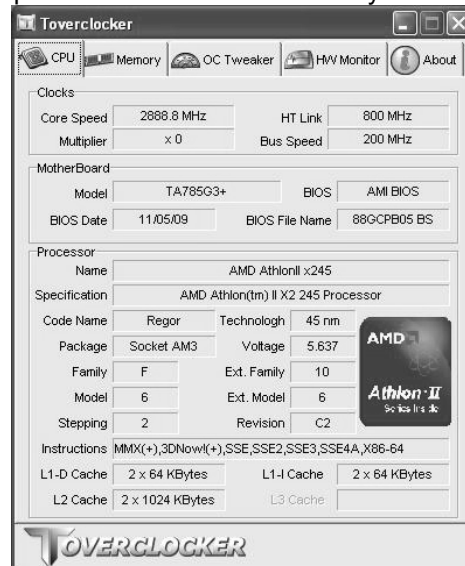 Toverclocker
CPU Memory OC Tweaker H/W Monitor About
Clocks
Core Speed 2888.8 MHz HT Link 800 MHz
Multiplier x 0 Bus Speed 200 MHz
MotherBoard
Model TA785G3+ BIOS AMI BIOS
BIOS Date 11/05/09 BIOS File Name 88GCPB05 BS
Processor
Name AMD AthlonII x245
Specification AMD Athlon(tm) II X2 245 Processor
Code Name Regor Technologh 45 nm
Package Socket AM3 Voltage 5.637
Family F Ext. Family 10
Model 6 Ext. Model 6
Stepping 2 Revision C2
AMD
Athlon II
Instructions MMX(+),3DNow!(+),SSE,SSE2,SSE3,SSE4A,X86-64
L1-D Cache 2 x 64 KBytes L1-I Cache 2 x 64 KBytes
L2 Cache 2 x 1024 KBytes L3 Cache
TOVERCLOCKER